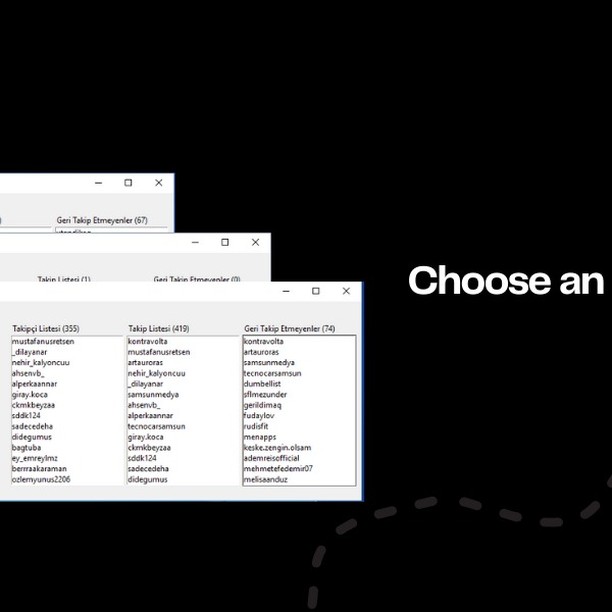 Geri Takip Etmeyenler (67)
Takip Listesi (1)
Geri Takip Etmeyenler (0)
Choose an
Takipçi Listesi (355)
mustafanusretsen
_dilayanar
nehir_kalyoncuu
ahsenvb_
alperkaannar
giray.koca
ckmkbeyzaa
sddk124
sadecedeha
didegumus
bagtuba
ey_emreylmz
berrraakaraman
ozlemyunus2206
Takip Listesi (419)
kontravolta
mustafanusretsen
artauroras
nehir_kalyoncuu
_dilayanar
samsunmedya
ahsenvb_
alperkaannar
tecnocarsamsun
giray.koca
ckmkbeyzaa
sddk124
sadecedeha
didegumus
Geri Takip Etmeyenler (74)
kontravolta
artauroras
samsunmedya
tecnocarsamsun
dumbellist
sflmezunder
gerildimaq
fudaylov
rudisfit
menapps
keske.zengin.olsam
ademreisofficial
mehmetefedemir07
melisaanduz